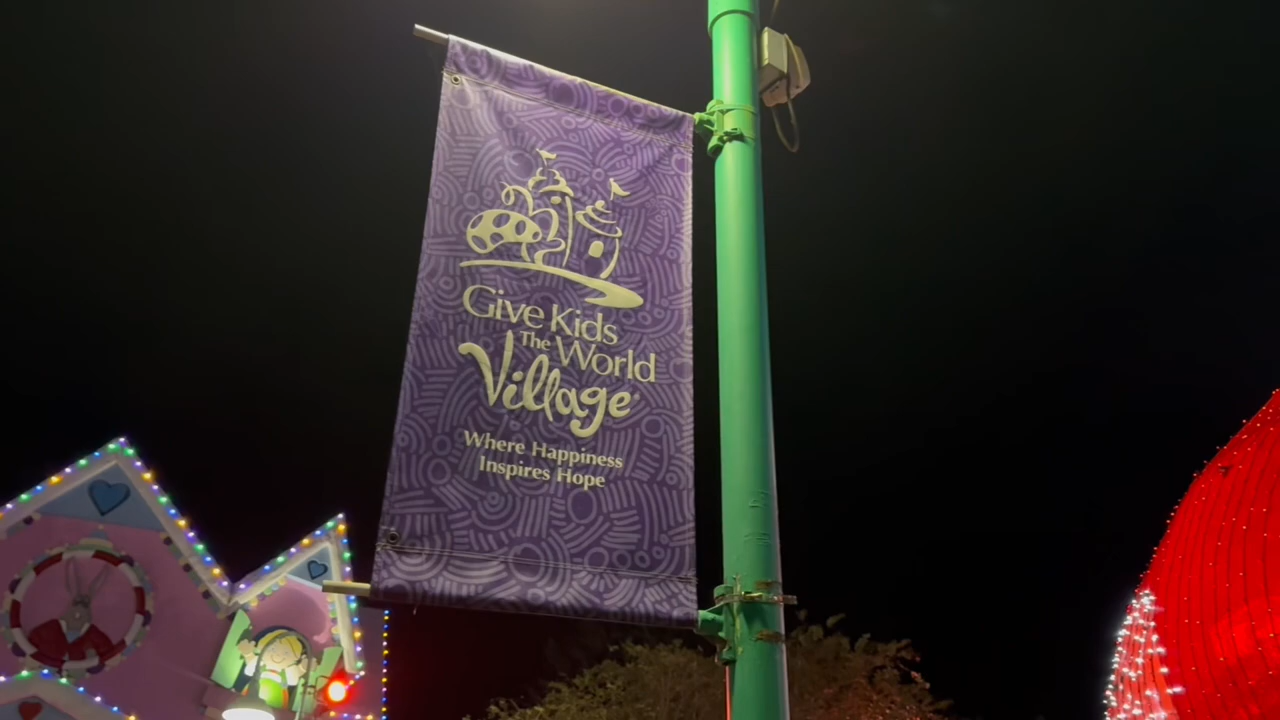 Give Kids
The World
Village
Where Happiness
Inspires Hope